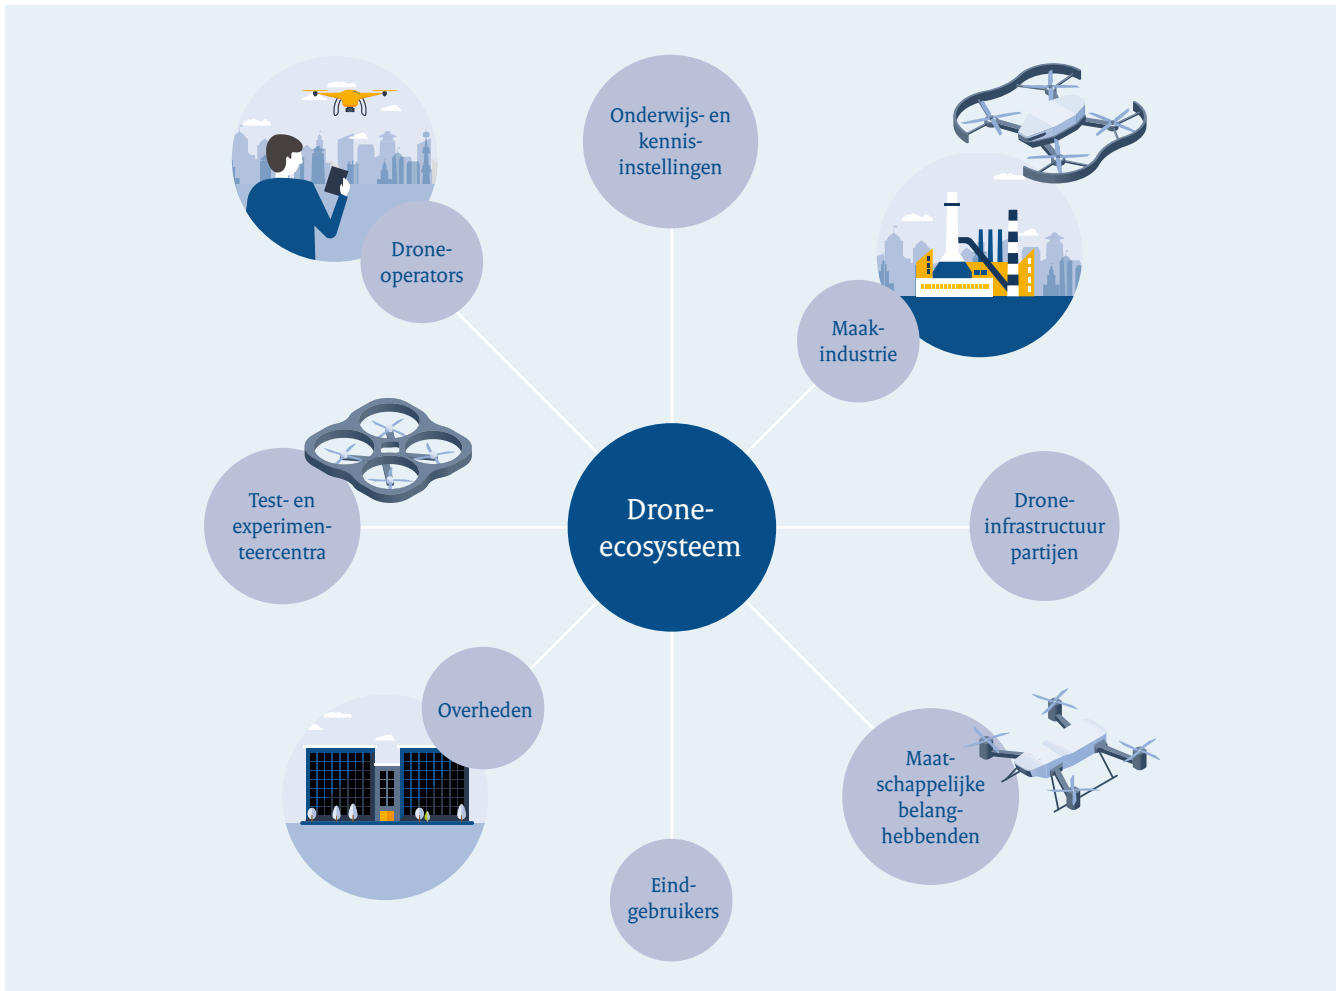 Onderwijs- en
kennis-
instellingen
Drone-
operators
Maak-
industrie
Test- en
experimen-
teercentra
Drone-
ecosysteem
Drone-
infrastructuur
partijen
Overheden
Maat-
schappelijke
belang-
hebbenden
Eind-
gebruikers